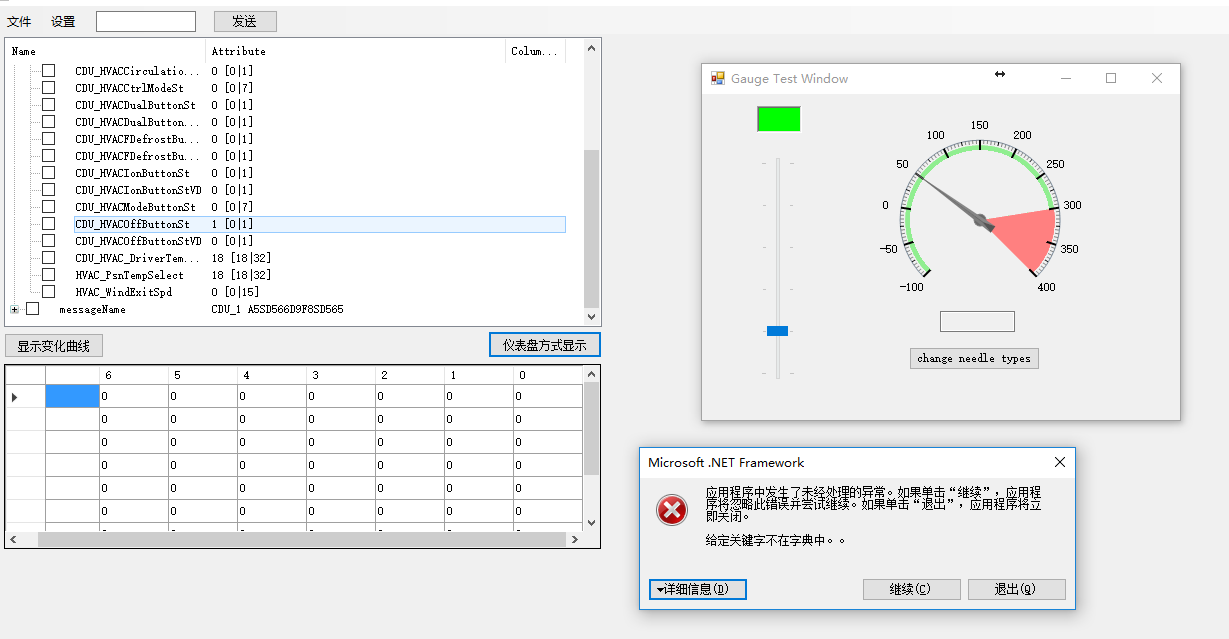 文件 设置 发送
Name Attribute Colum...
CDU_HVACCirculatio... 0 [0|1]
CDU_HVACCtrlModeSt 0 [0|7]
CDU_HVACDualButtonSt 0 [0|1]
CDU_HVACDualButton... 0 [0|1]
CDU_HVACFDefrostBu... 0 [0|1]
CDU_HVACFDefrostBu... 0 [0|1]
CDU_HVACIonButtonSt 0 [0|1]
CDU_HVACIonButtonStVD 0 [0|1]
CDU_HVACModeButtonSt 0 [0|7]
CDU_HVACOffButtonSt 1 [0|1]
CDU_HVACOffButtonStVD 0 [0|1]
CDU_HVAC_DriverTem... 18 [18|32]
HVAC_PsnTempSelect 18 [18|32]
HVAC_WindExitSpd 0 [0|15]
messageName CDU_1 A5SD566D9F8SD565
显示变化曲线 仪表盘方式显示
6 5 4 3 2 1 0
0 0 0 0 0 0 0
0 0 0 0 0 0 0
0 0 0 0 0 0 0
0 0 0 0 0 0 0
0 0 0 0 0 0 0
0 0 0 0 0 0 0
Gauge Test Window
-100
-50
0
50
100
150
200
250
300
350
400
change needle types
Microsoft .NET Framework
应用程序中发生了未经处理的异常。如果单击“继续”，应用程
序将忽略此错误并尝试继续。如果单击“退出”，应用程序将立
即关闭。
给定关键字不在字典中。。
详细信息(D) 继续(C) 退出(Q)